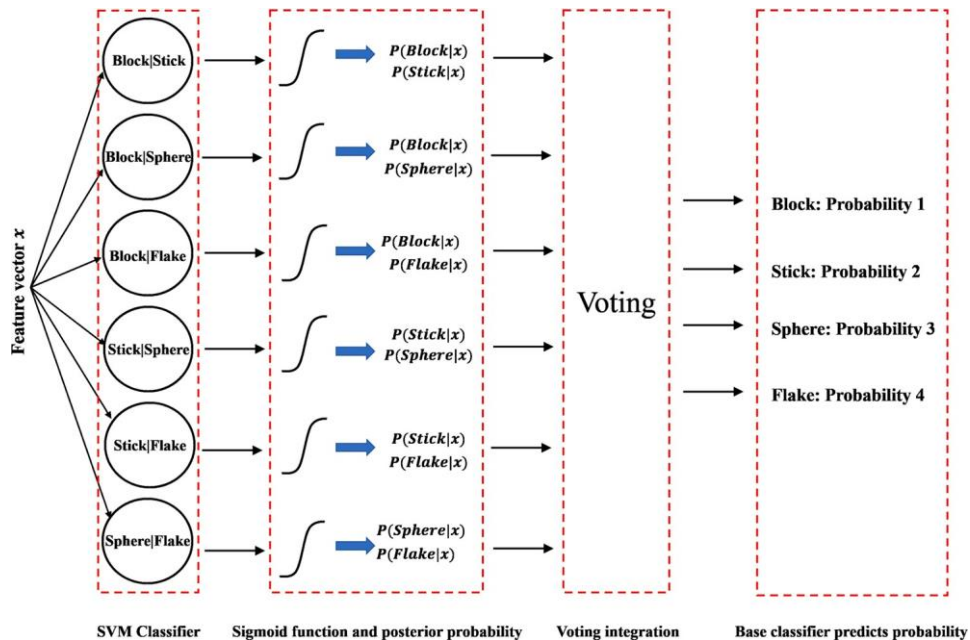 Feature vector x
Block|Stick
P(Block|x)
P(Stick|x)
Block|Sphere
P(Block|x)
P(Sphere|x)
Block|Flake
P(Block|x)
P(Flake|x)
Stick|Sphere
P(Stick|x)
P(Sphere|x)
Stick|Flake
P(Stick|x)
P(Flake|x)
Sphere|Flake
P(Sphere|x)
P(Flake|x)
Voting
Block: Probability 1
Stick: Probability 2
Sphere: Probability 3
Flake: Probability 4
SVM Classifier
Sigmoid function and posterior probability
Voting integration
Base classifier predicts probability